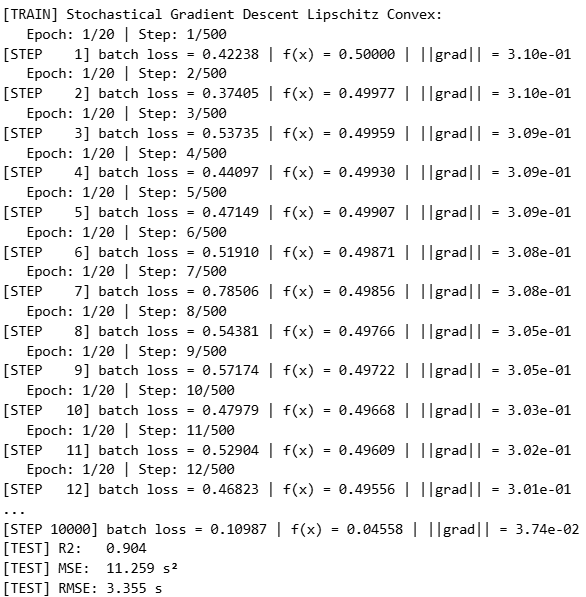 [TRAIN] Stochastical Gradient Descent Lipschitz Convex:
   Epoch: 1/20 | Step: 1/500
[STEP    1] batch loss = 0.42238 | f(x) = 0.50000 | ||grad|| = 3.10e-01
   Epoch: 1/20 | Step: 2/500
[STEP    2] batch loss = 0.37405 | f(x) = 0.49977 | ||grad|| = 3.10e-01
   Epoch: 1/20 | Step: 3/500
[STEP    3] batch loss = 0.53735 | f(x) = 0.49959 | ||grad|| = 3.09e-01
   Epoch: 1/20 | Step: 4/500
[STEP    4] batch loss = 0.44097 | f(x) = 0.49930 | ||grad|| = 3.09e-01
   Epoch: 1/20 | Step: 5/500
[STEP    5] batch loss = 0.47149 | f(x) = 0.49907 | ||grad|| = 3.09e-01
   Epoch: 1/20 | Step: 6/500
[STEP    6] batch loss = 0.51910 | f(x) = 0.49871 | ||grad|| = 3.08e-01
   Epoch: 1/20 | Step: 7/500
[STEP    7] batch loss = 0.78506 | f(x) = 0.49856 | ||grad|| = 3.08e-01
   Epoch: 1/20 | Step: 8/500
[STEP    8] batch loss = 0.54381 | f(x) = 0.49766 | ||grad|| = 3.05e-01
   Epoch: 1/20 | Step: 9/500
[STEP    9] batch loss = 0.57174 | f(x) = 0.49722 | ||grad|| = 3.05e-01
   Epoch: 1/20 | Step: 10/500
[STEP   10] batch loss = 0.47979 | f(x) = 0.49668 | ||grad|| = 3.03e-01
   Epoch: 1/20 | Step: 11/500
[STEP   11] batch loss = 0.52904 | f(x) = 0.49609 | ||grad|| = 3.02e-01
   Epoch: 1/20 | Step: 12/500
[STEP   12] batch loss = 0.46823 | f(x) = 0.49556 | ||grad|| = 3.01e-01
...
[STEP 10000] batch loss = 0.10987 | f(x) = 0.04558 | ||grad|| = 3.74e-02
[TEST] R2:   0.904
[TEST] MSE:  11.259 s²
[TEST] RMSE: 3.355 s